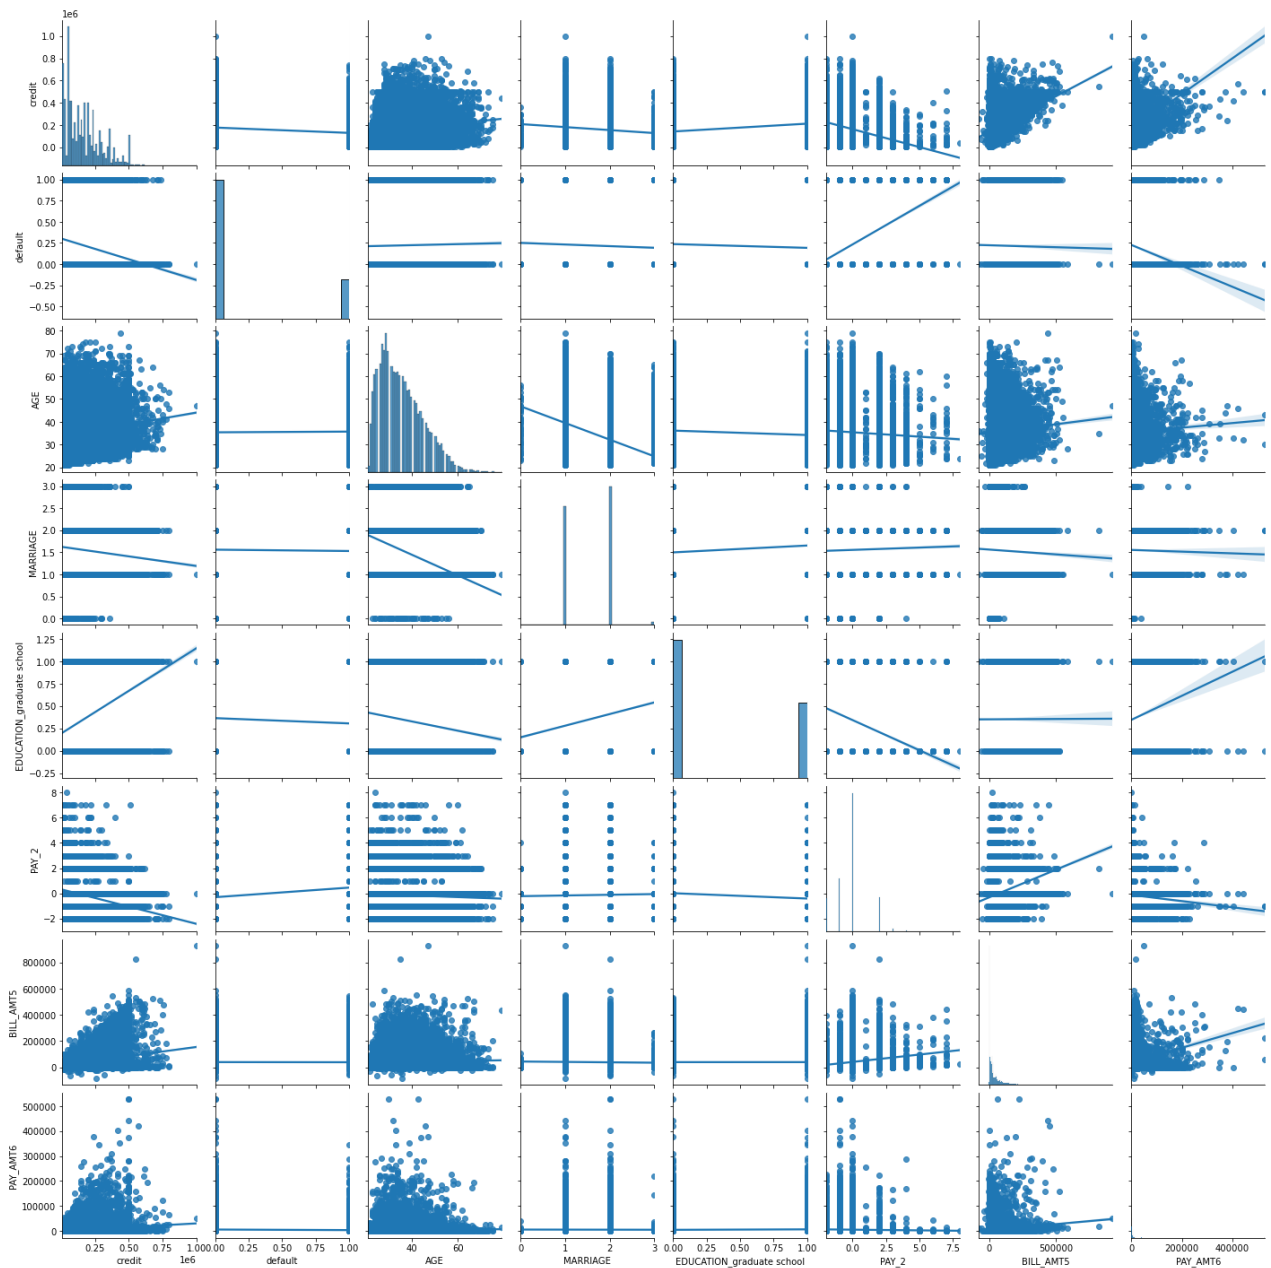 1e6
1.0
0.8
0.6
0.4
0.2
0.0
credit
1.00
0.75
0.50
0.25
0.00
−0.25
−0.50
default
80
70
60
50
40
30
20
AGE
3.0
2.5
2.0
1.5
1.0
0.5
0.0
MARRIAGE
1.25
1.00
0.75
0.50
0.25
0.00
−0.25
EDUCATION_graduate school
8
6
4
2
0
−2
PAY_2
800000
600000
400000
200000
0
BILL_AMT5
500000
400000
300000
200000
100000
0
PAY_AMT6
0.25 0.50 0.75 1.00
1e6
credit
0.00 0.25 0.50 0.75 1.00
default
40 60
AGE
0 1 2 3
MARRIAGE
0.00 0.25 0.50 0.75 1.00
EDUCATION_graduate school
0.0 2.5 5.0 7.5
PAY_2
0 500000
BILL_AMT5
0 200000 400000
PAY_AMT6